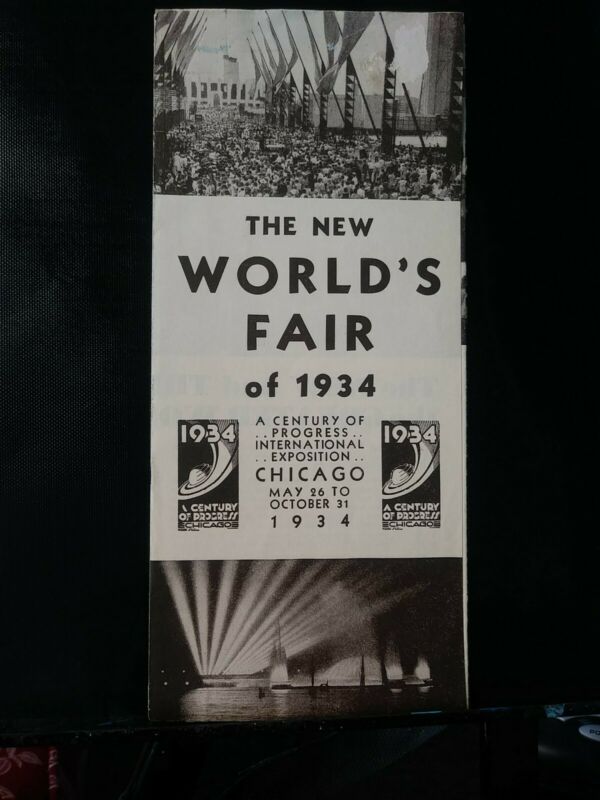 THE NEW
WORLD'S
FAIR
of 1934
A CENTURY OF
..PROGRESS..
INTERNATIONAL
..EXPOSITION..
CHICAGO
MAY 26 TO
OCTOBER 31
1934
1934
A CENTURY
OF PROGRESS
CHICAGO
1934
A CENTURY
OF PROGRESS
CHICAGO